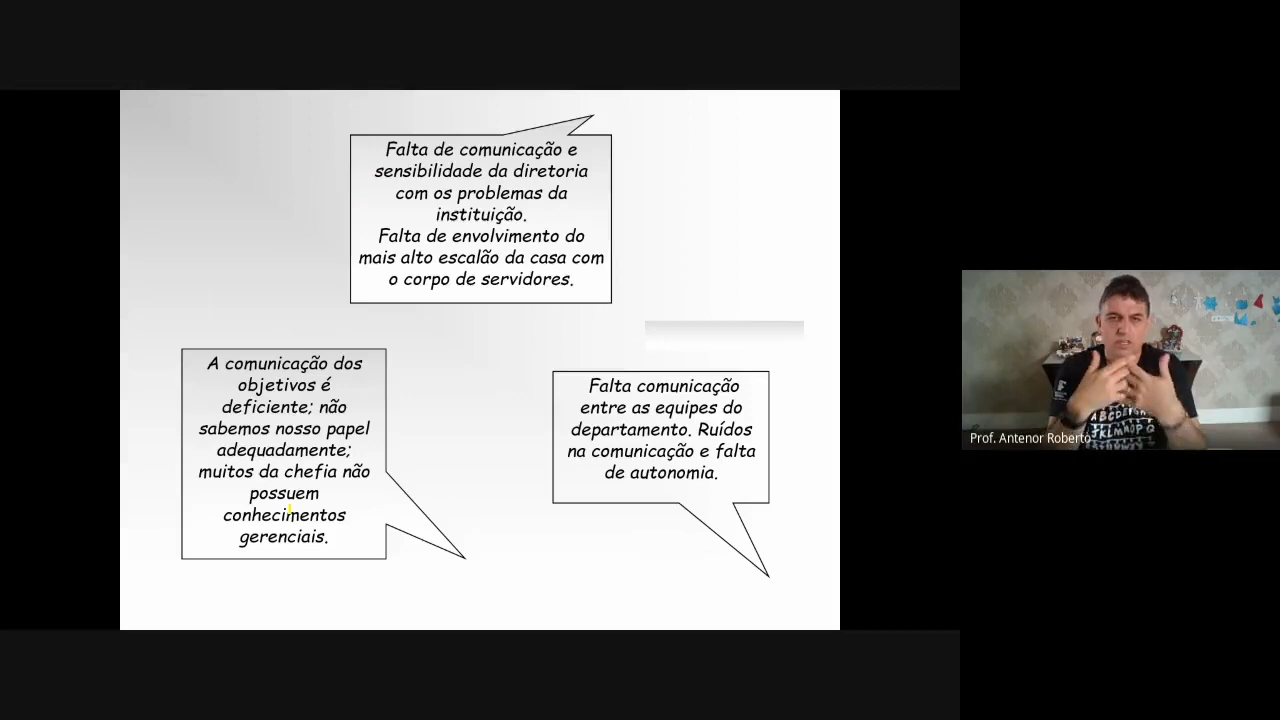 Falta de comunicação e
sensibilidade da diretoria
com os problemas da
instituição.
Falta de envolvimento do
mais alto escalão da casa com
o corpo de servidores.
A comunicação dos
objetivos é
deficiente; não
sabemos nosso papel
adequadamente;
muitos da chefia não
possuem
conhecimentos
gerenciais.
Falta comunicação
entre as equipes do
departamento. Ruídos
na comunicação e falta
de autonomia.
Prof. Antenor Roberto